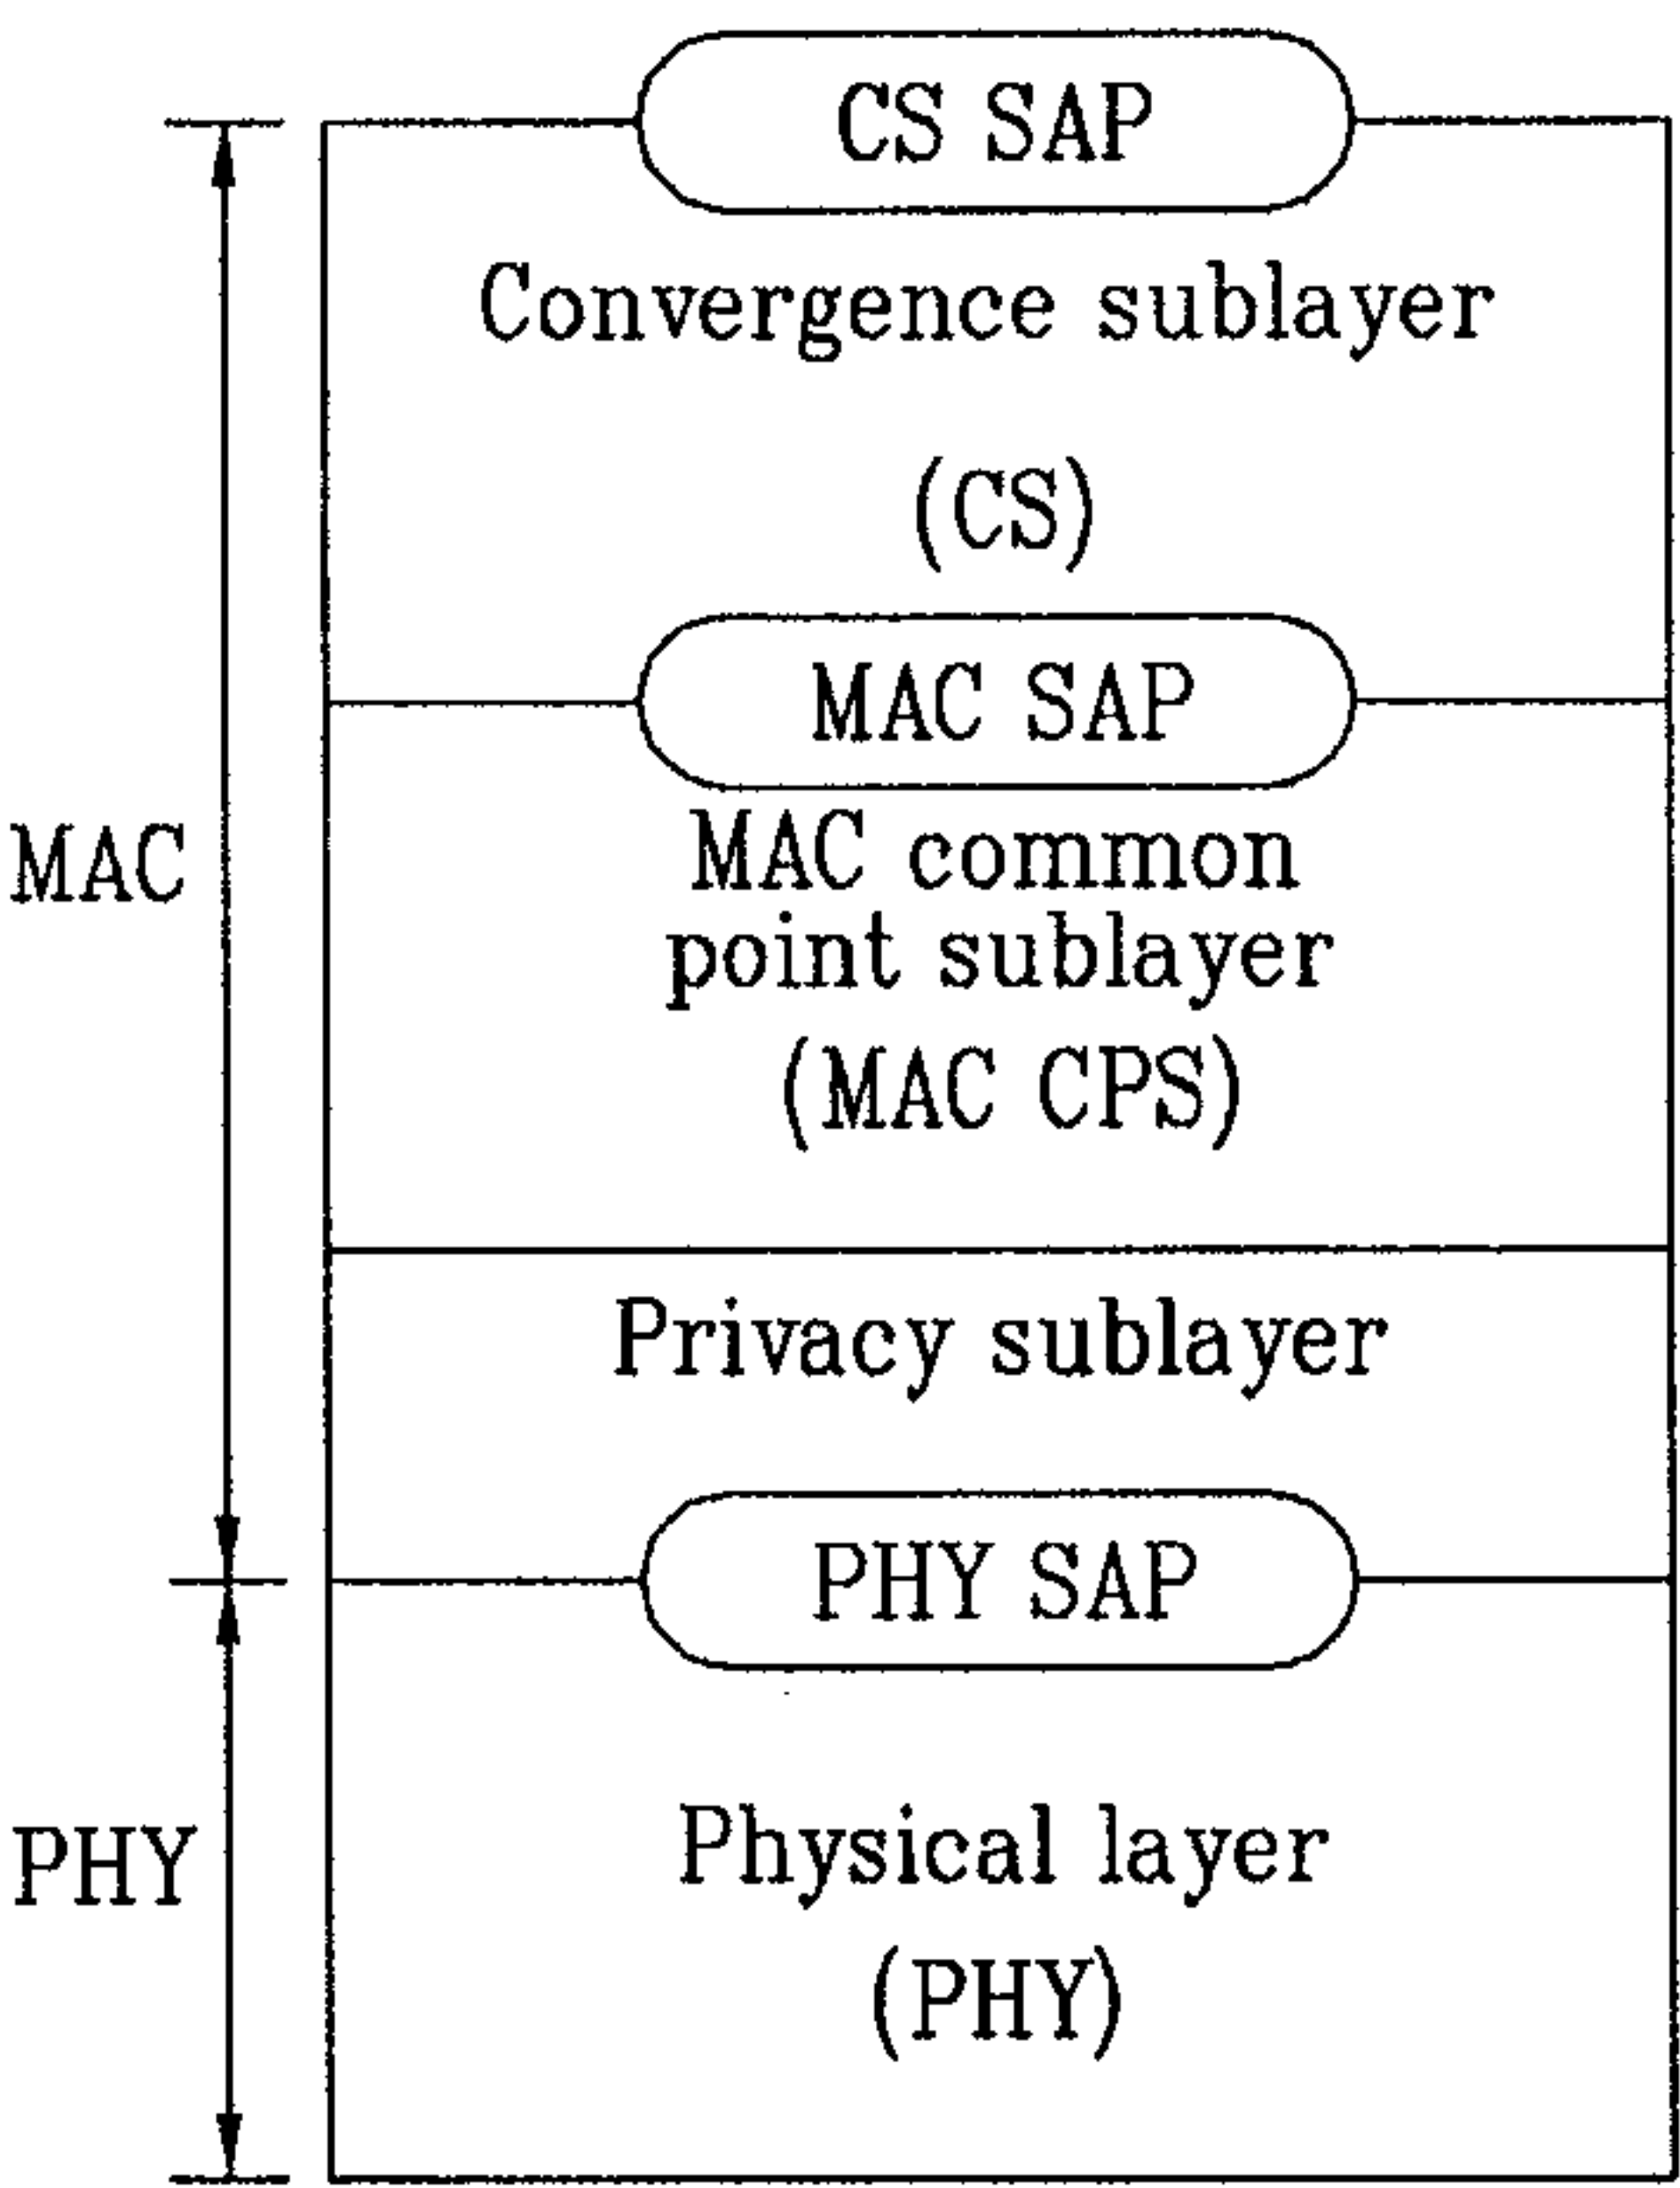 CS SAP
Convergence sublayer
(CS)
MAC SAP
MAC
MAC common
point sublayer
(MAC CPS)
Privacy sublayer
PHY SAP
PHY
Physical layer
(PHY)